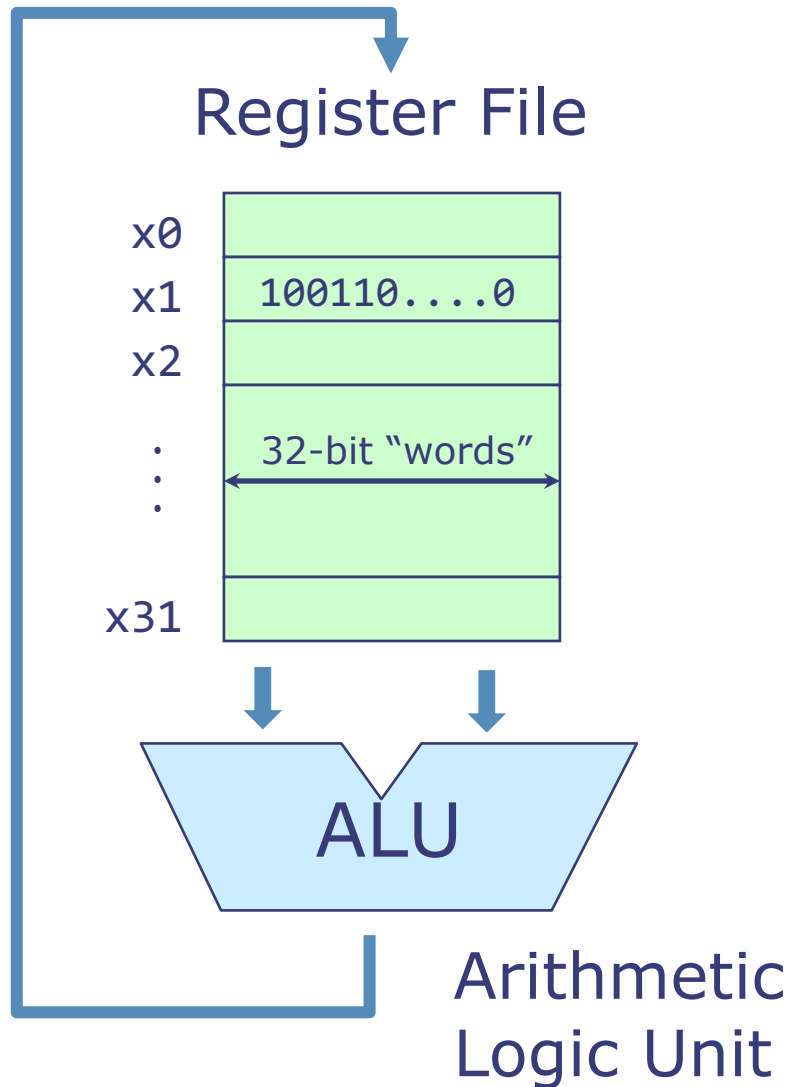 Register File
x0
x1 100110....0
x2
.
.
.
32-bit “words”
x31
ALU
Arithmetic
Logic Unit